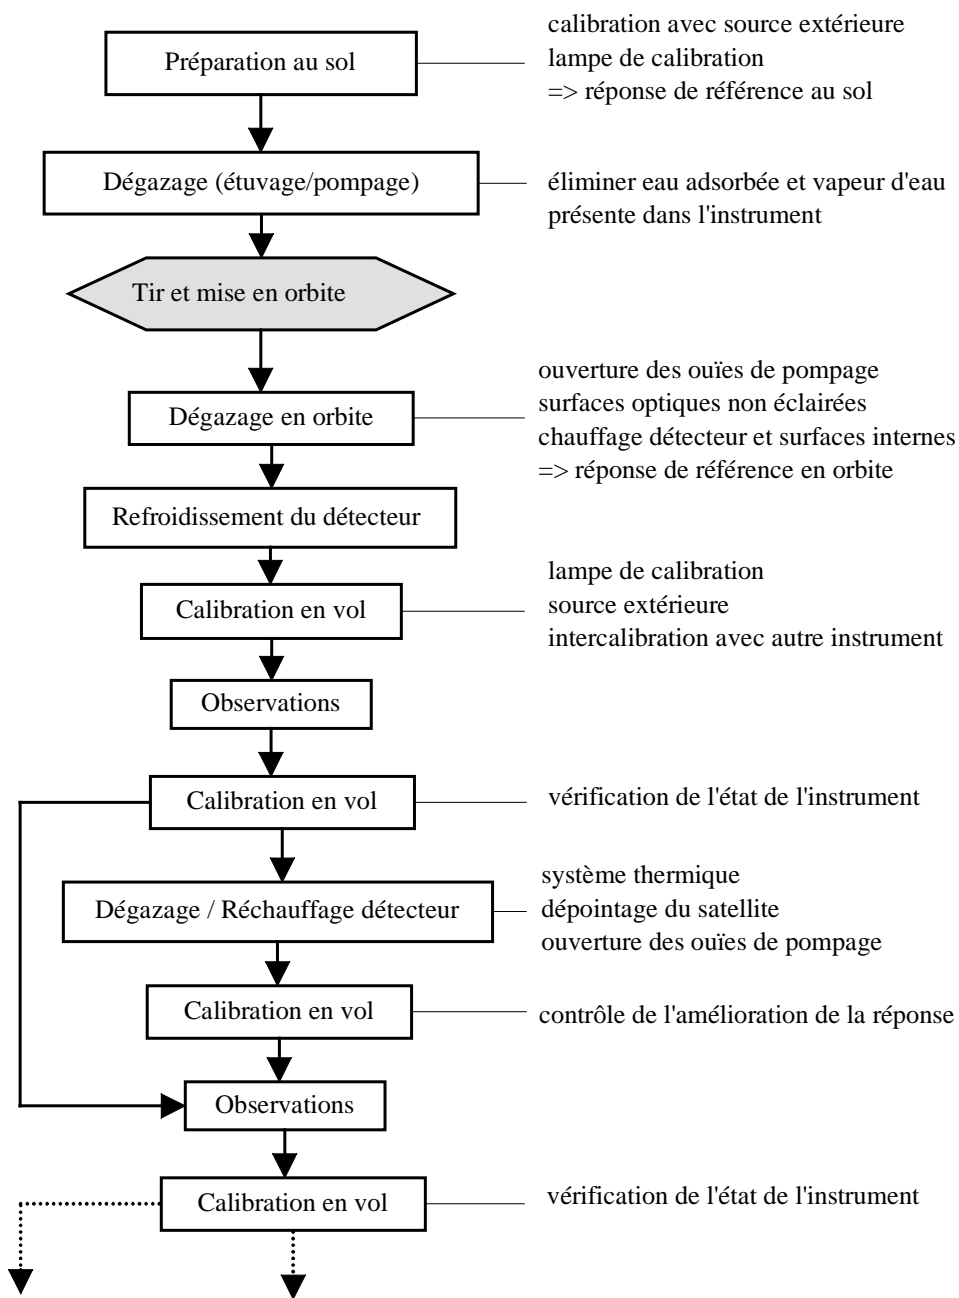 calibration avec source extérieure
Préparation au sol
lampe de calibration
=> réponse de référence au sol
Dégazage (étuvage/pompage)
éliminer eau adsorbée et vapeur d'eau
présente dans l'instrument
Tir et mise en orbite
ouverture des ouïes de pompage
surfaces optiques non éclairées
Dégazage en orbite
chauffage détecteur et surfaces internes
=> réponse de référence en orbite
Refroidissement du détecteur
lampe de calibration
Calibration en vol
source extérieure
intercalibration avec autre instrument
Observations
Calibration en vol
vérification de l'état de l'instrument
système thermique
Dégazage / Réchauffage détecteur
dépointage du satellite
ouverture des ouïes de pompage
Calibration en vol
contrôle de l'amélioration de la réponse
Observations
Calibration en vol
vérification de l'état de l'instrument